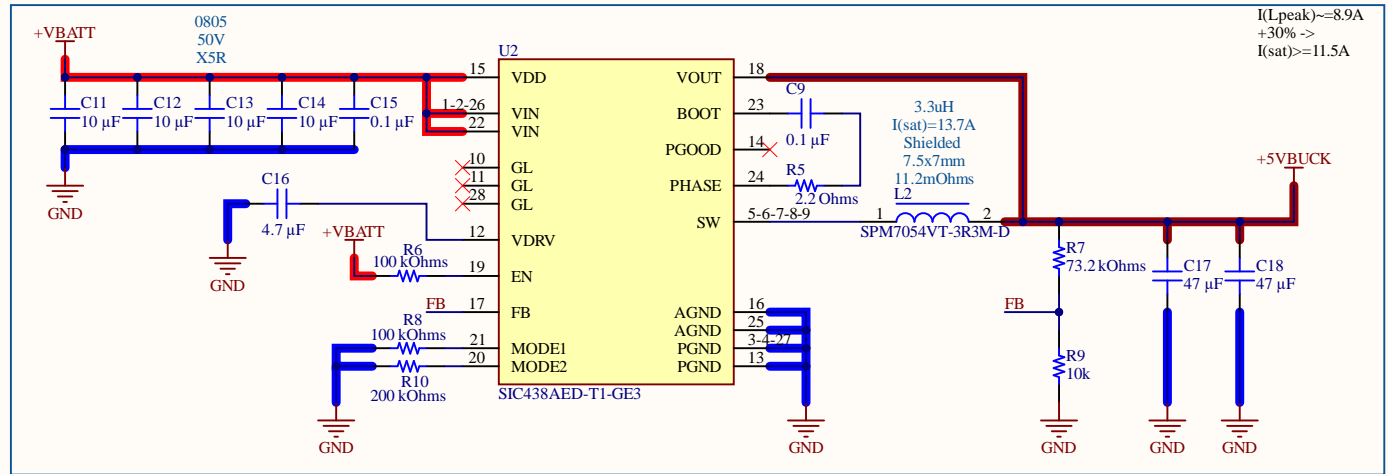 I(Lpeak)~=8.9A
+30% ->
I(sat)>=11.5A
+VBATT
0805
50V
X5R
C11
10 µF
C12
10 µF
C13
10 µF
C14
10 µF
C15
0.1 µF
GND
C16
4.7 µF
GND
+VBATT
R6
100 kOhms
FB
R8
100 kOhms
R10
200 kOhms
GND
U2
15 VDD
1-2-26 VIN
22 VIN
10 GL
11 GL
28 GL
12 VDRV
19 EN
17 FB
21 MODE1
20 MODE2
VOUT 18
BOOT 23
PGOOD 14
PHASE 24
SW 5-6-7-8-9
AGND 16
AGND 25
PGND 3-4-27
PGND 13
SIC438AED-T1-GE3
GND
C9
0.1 µF
R5
2.2 Ohms
3.3uH
I(sat)=13.7A
Shielded
7.5x7mm
11.2mOhms
L2
1 2
SPM7054VT-3R3M-D
+5VBUCK
R7
73.2 kOhms
FB
R9
10k
GND
C17
47 µF
GND
C18
47 µF
GND